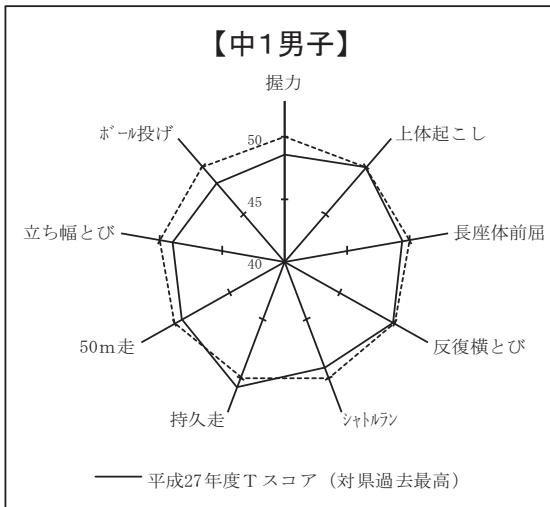 【中1男子】
握力
ﾎﾞｰﾙ投げ
上体起こし
50
立ち幅とび
45
長座体前屈
40
50m走
反復横とび
持久走
ｼｬﾄﾙﾗﾝ
平成27年度Tスコア（対県過去最高）